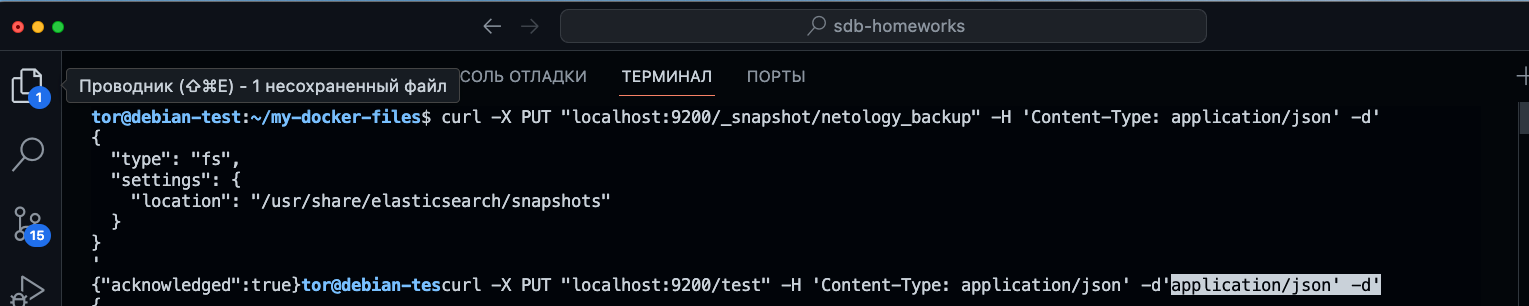 sdb-homeworks
СОЛЬ ОТЛАДКИ ТЕРМИНАЛ ПОРТЫ
Проводник (⇧⌘E) - 1 несохраненный файл
1
tor@debian-test:~/my-docker-files$ curl -X PUT "localhost:9200/_snapshot/netology_backup" -H 'Content-Type: application/json' -d'
{
  "type": "fs",
  "settings": {
    "location": "/usr/share/elasticsearch/snapshots"
  }
}
'
15
{"acknowledged":true}tor@debian-tescurl -X PUT "localhost:9200/test" -H 'Content-Type: application/json' -d'application/json' -d'
{